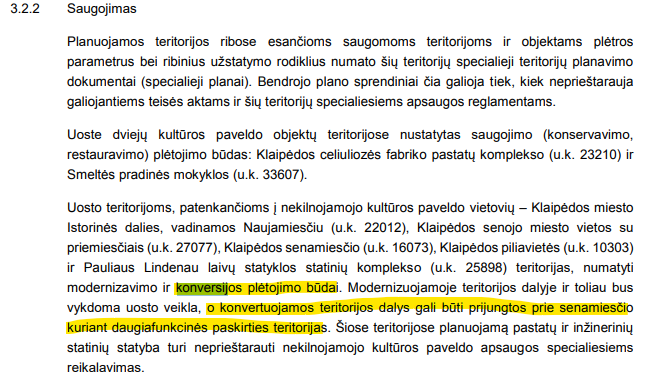 3.2.2 Saugojimas
Planuojamos teritorijos ribose esančioms saugomoms teritorijoms ir objektams plėtros
parametrus bei ribinius užstatymo rodiklius numato šių teritorijų specialieji teritorijų planavimo
dokumentai (specialieji planai). Bendrojo plano sprendiniai čia galioja tiek, kiek neprieštarauja
galiojantiems teisės aktams ir šių teritorijų specialiesiems apsaugos reglamentams.
Uoste dviejų kultūros paveldo objektų teritorijose nustatytas saugojimo (konservavimo,
restauravimo) plėtojimo būdas: Klaipėdos celiuliozės fabriko pastatų komplekso (u.k. 23210) ir
Smeltės pradinės mokyklos (u.k. 33607).
Uosto teritorijoms, patenkančioms į nekilnojamojo kultūros paveldo vietovių – Klaipėdos miesto
Istorinės dalies, vadinamos Naujamiesčiu (u.k. 22012), Klaipėdos senojo miesto vietos su
priemiesčiais (u.k. 27077), Klaipėdos senamiesčio (u.k. 16073), Klaipėdos piliavietės (u.k. 10303)
ir Pauliaus Lindenau laivų statyklos statinių komplekso (u.k. 25898) teritorijas, numatyti
modernizavimo ir konversijos plėtojimo būdai. Modernizuojamoje teritorijos dalyje ir toliau bus
vykdoma uosto veikla, o konvertuojamos teritorijos dalys gali būti prijungtos prie senamiesčio
kuriant daugiafunkcinės paskirties teritorijas. Šiose teritorijose planuojamą pastatų ir inžinerinių
statinių statyba turi neprieštarauti nekilnojamojo kultūros paveldo apsaugos specialiesiems
reikalavimas.